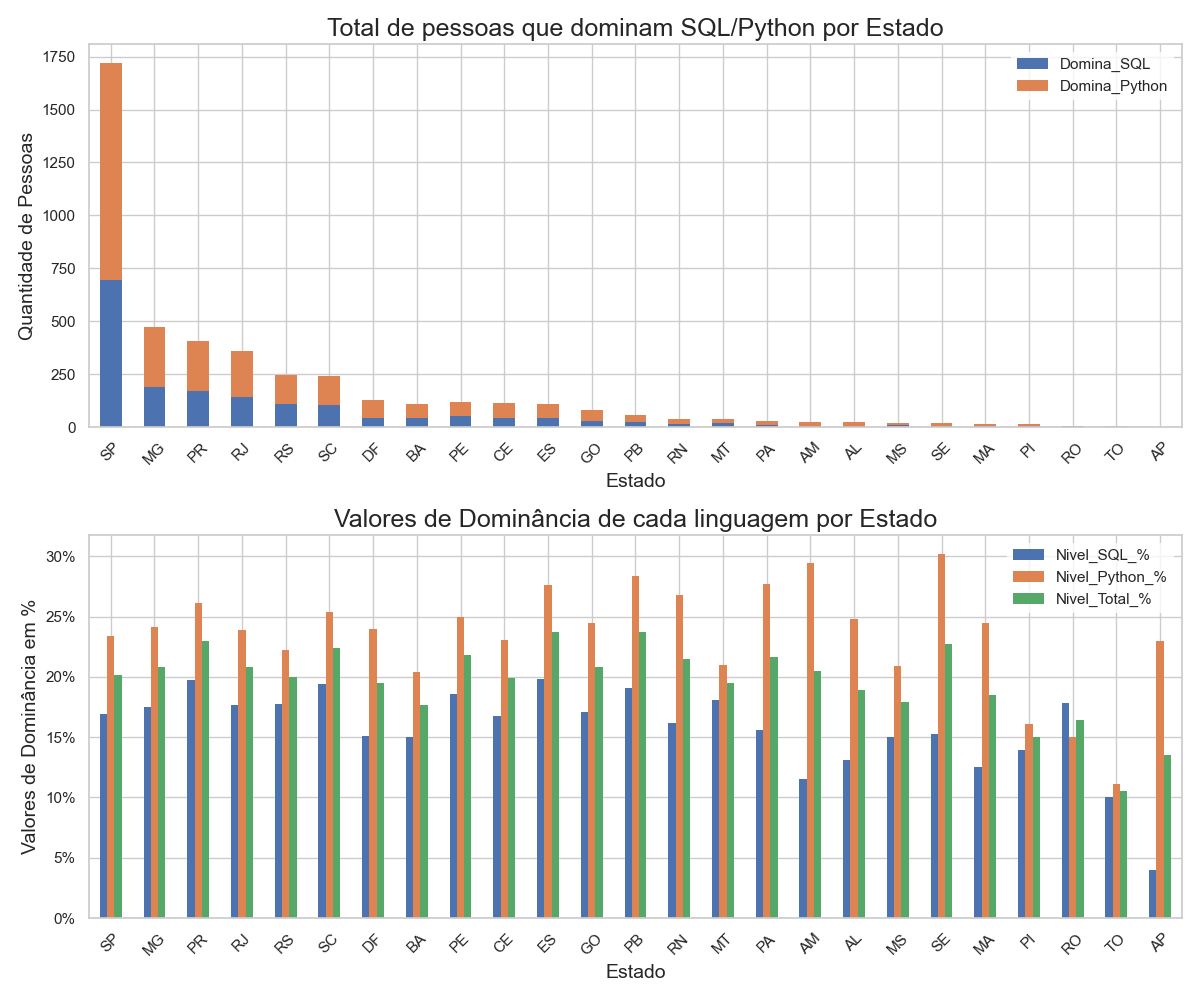 Total de pessoas que dominam SQL/Python por Estado
Quantidade de Pessoas
1750
1500
1250
1000
750
500
250
0
Domina_SQL
Domina_Python
SP MG PR RJ RS SC DF BA PE CE ES GO PB RN MT PA AM AL MS SE MA PI RO TO AP
Estado
Valores de Dominância de cada linguagem por Estado
Valores de Dominância em %
30%
25%
20%
15%
10%
5%
0%
Nivel_SQL_%
Nivel_Python_%
Nivel_Total_%
SP MG PR RJ RS SC DF BA PE CE ES GO PB RN MT PA AM AL MS SE MA PI RO TO AP
Estado